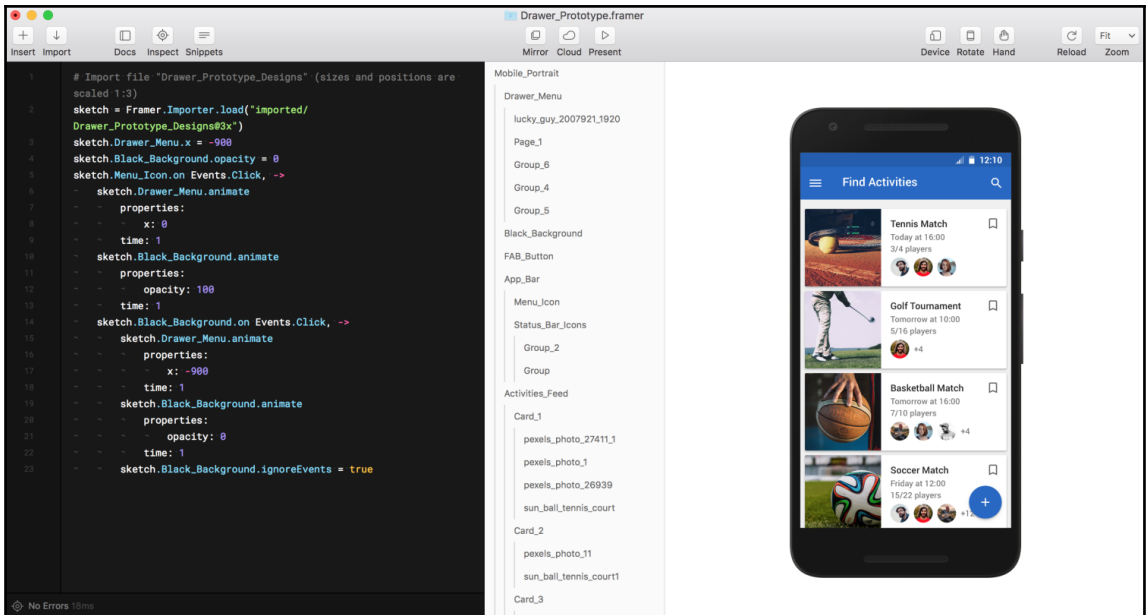 Drawer_Prototype.framer
Insert Import Docs Inspect Snippets Mirror Cloud Present Device Rotate Hand Reload Fit Zoom
1 # Import file "Drawer_Prototype_Designs" (sizes and positions are
scaled 1:3)
2 sketch = Framer.Importer.load("imported/
Drawer_Prototype_Designs@3x")
3 sketch.Drawer_Menu.x = -900
4 sketch.Black_Background.opacity = 0
5 sketch.Menu_Icon.on Events.Click, ->
6 sketch.Drawer_Menu.animate
7 properties:
8 x: 0
9 time: 1
10 sketch.Black_Background.animate
11 properties:
12 opacity: 100
13 time: 1
14 sketch.Black_Background.on Events.Click, ->
15 sketch.Drawer_Menu.animate
16 properties:
17 x: -900
18 time: 1
19 sketch.Black_Background.animate
20 properties:
21 opacity: 0
22 time: 1
23 sketch.Black_Background.ignoreEvents = true
No Errors 18ms
Mobile_Portrait
Drawer_Menu
lucky_guy_2007921_1920
Page_1
Group_6
Group_4
Group_5
Black_Background
FAB_Button
App_Bar
Menu_Icon
Status_Bar_Icons
Group_2
Group
Activities_Feed
Card_1
pexels_photo_27411_1
pexels_photo_1
pexels_photo_26939
sun_ball_tennis_court
Card_2
pexels_photo_11
sun_ball_tennis_court1
Card_3
12:10
Find Activities
Tennis Match
Today at 16:00
3/4 players
Golf Tournament
Tomorrow at 10:00
5/16 players
+4
Basketball Match
Tomorrow at 16:00
7/10 players
+4
Soccer Match
Friday at 12:00
15/22 players
+